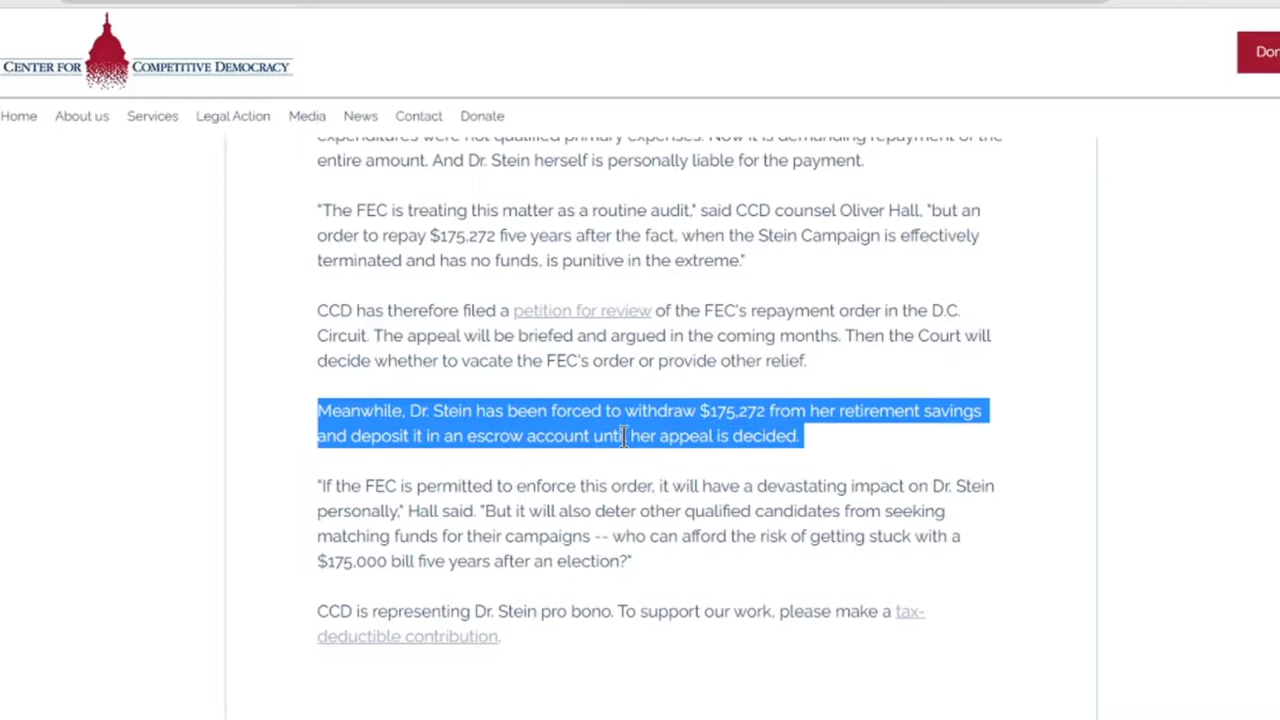 CENTER FOR COMPETITIVE DEMOCRACY
Don
Home About us Services Legal Action Media News Contact Donate
expenditures were not qualified primary expenses. Now it is demanding repayment of the
entire amount. And Dr. Stein herself is personally liable for the payment.
"The FEC is treating this matter as a routine audit," said CCD counsel Oliver Hall, "but an
order to repay $175,272 five years after the fact, when the Stein Campaign is effectively
terminated and has no funds, is punitive in the extreme."
CCD has therefore filed a petition for review of the FEC's repayment order in the D.C.
Circuit. The appeal will be briefed and argued in the coming months. Then the Court will
decide whether to vacate the FEC's order or provide other relief.
Meanwhile, Dr. Stein has been forced to withdraw $175,272 from her retirement savings
and deposit it in an escrow account until her appeal is decided.
"If the FEC is permitted to enforce this order, it will have a devastating impact on Dr. Stein
personally," Hall said. "But it will also deter other qualified candidates from seeking
matching funds for their campaigns -- who can afford the risk of getting stuck with a
$175,000 bill five years after an election?"
CCD is representing Dr. Stein pro bono. To support our work, please make a tax-
deductible contribution.